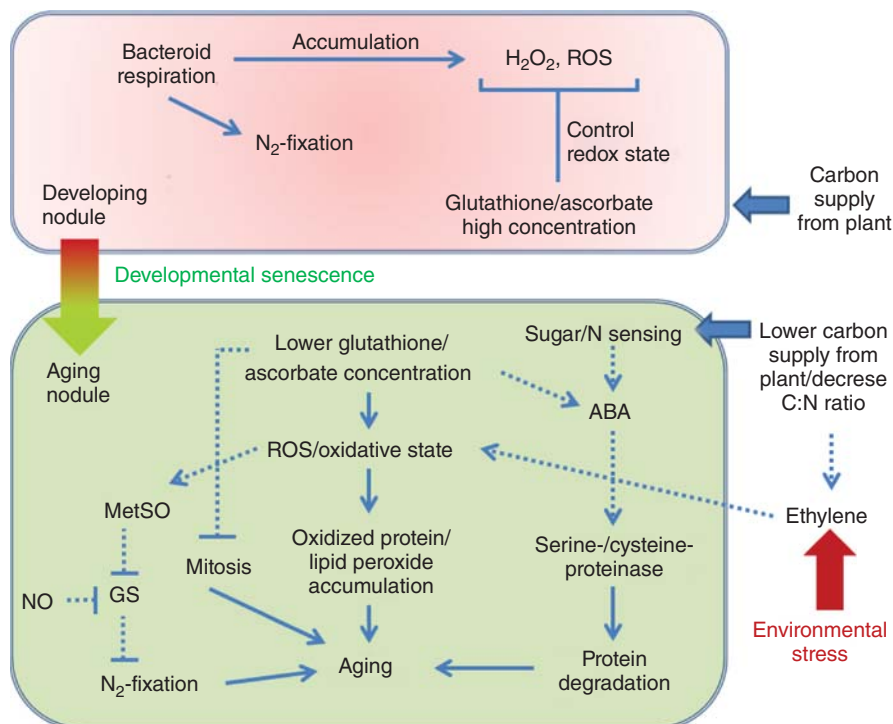 Bacteroid
respiration
Accumulation
H₂O₂, ROS
N₂-fixation
Control
redox state
Developing
nodule
Glutathione/ascorbate
high concentration
Carbon
supply
from plant
Developmental senescence
Aging
nodule
Lower glutathione/
ascorbate concentration
Sugar/N sensing
Lower carbon
supply from
plant/decrese
C:N ratio
ABA
ROS/oxidative state
MetSO
Ethylene
Mitosis
Oxidized protein/
lipid peroxide
accumulation
Serine-/cysteine-
proteinase
NO
GS
Environmental
stress
N₂-fixation
Aging
Protein
degradation